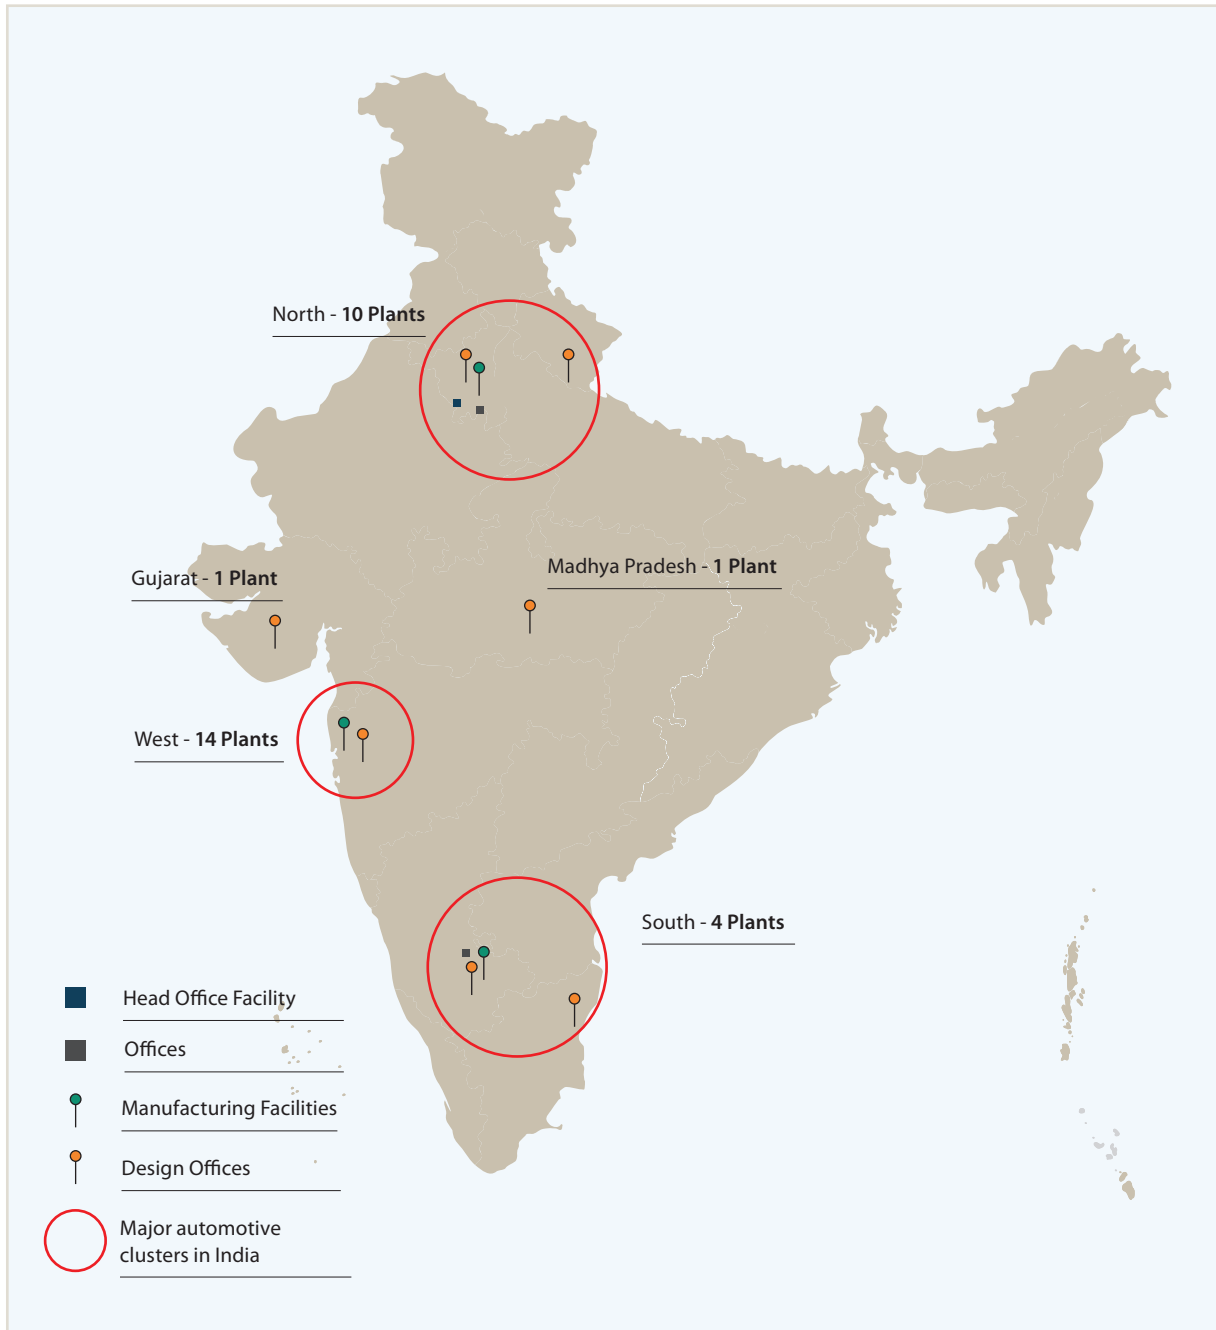 North - 10 Plants
Madhya Pradesh - 1 Plant
Gujarat - 1 Plant
West - 14 Plants
South - 4 Plants
Head Office Facility
Offices
Manufacturing Facilities
Design Offices
Major automotive
clusters in India